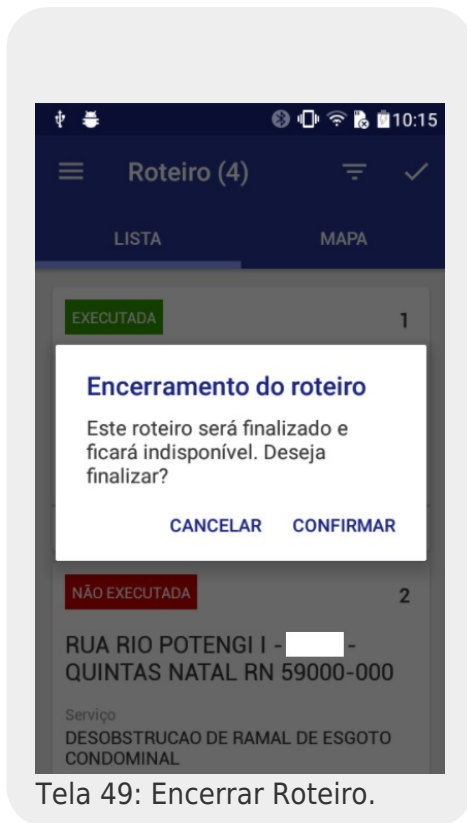 10:15
Roteiro (4)
LISTA MAPA
EXECUTADA 1
Encerramento do roteiro
Este roteiro será finalizado e
ficará indisponível. Deseja
finalizar?
CANCELAR CONFIRMAR
NÃO EXECUTADA 2
RUA RIO POTENGI I - -
QUINTAS NATAL RN 59000-000
Serviço
DESOBSTRUCAO DE RAMAL DE ESGOTO
CONDOMINAL
Tela 49: Encerrar Roteiro.